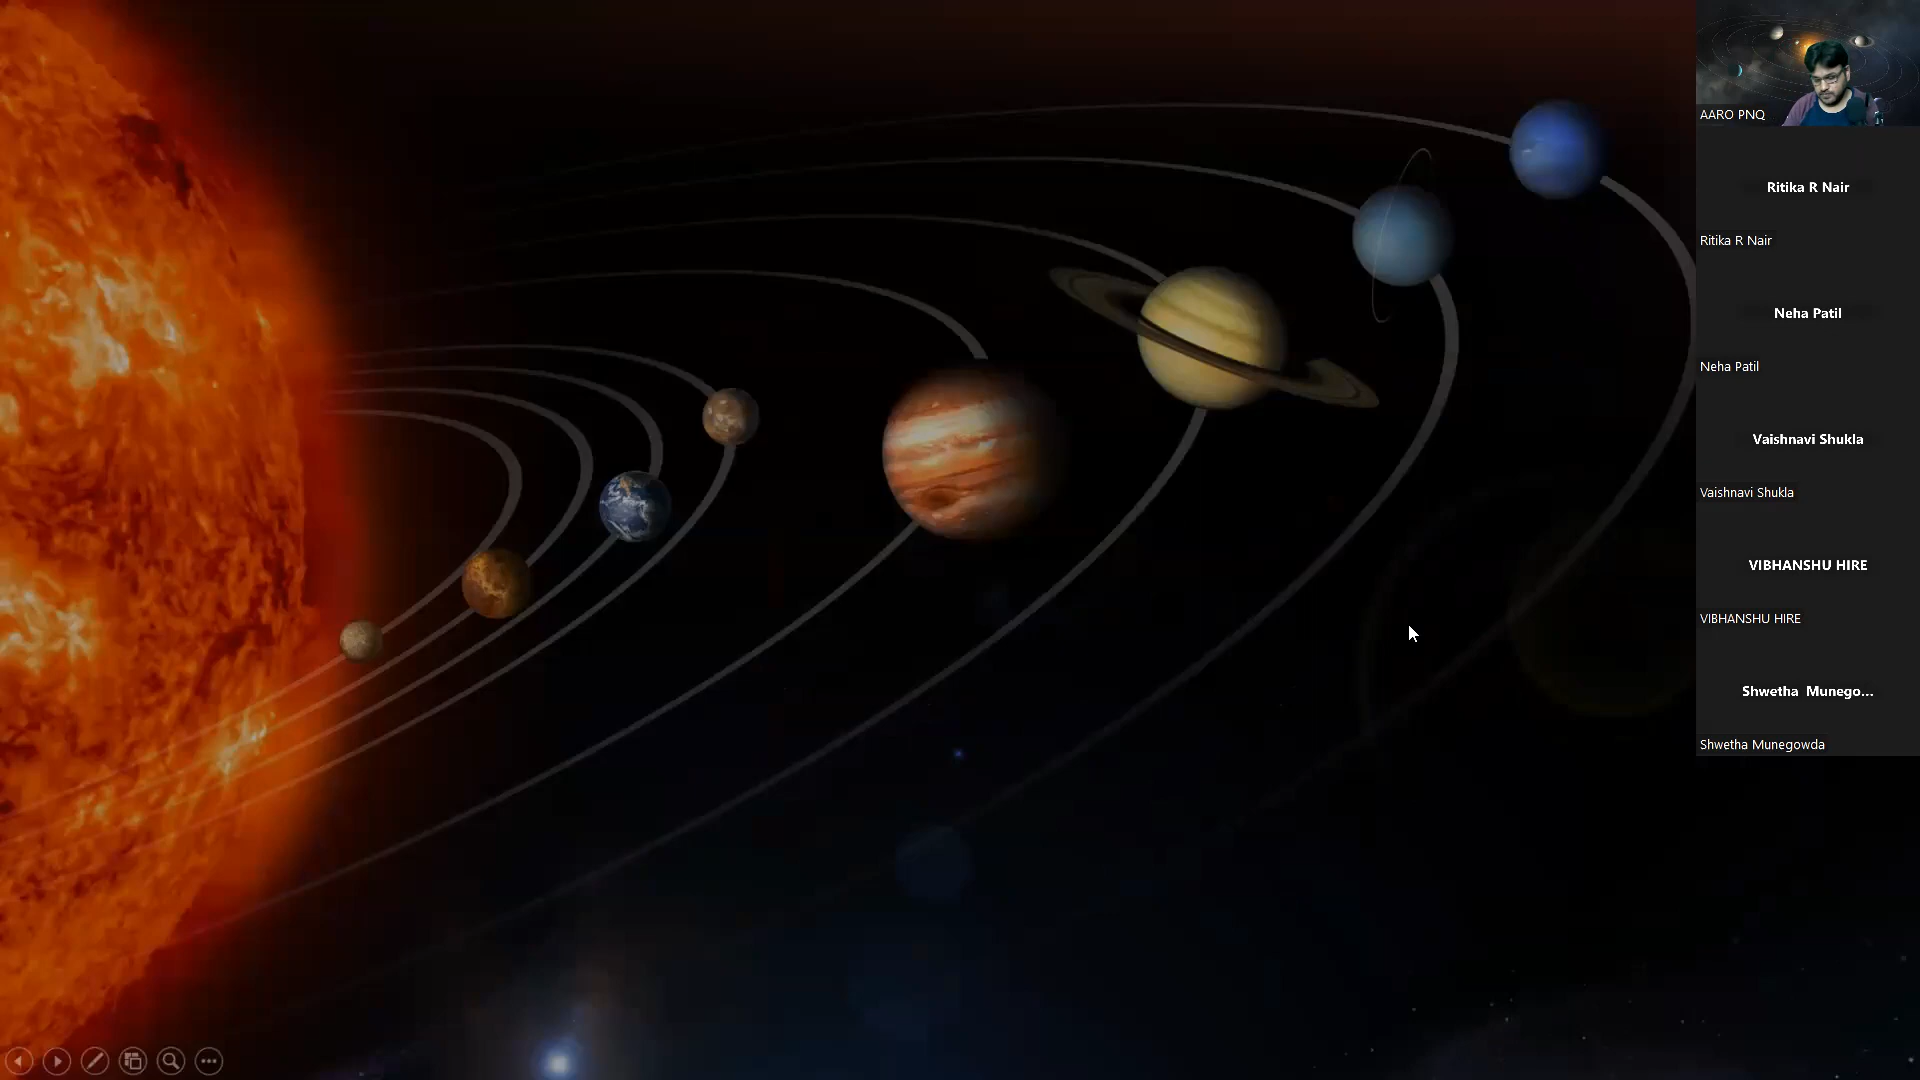 AARO PNQ
Ritika R Nair
Ritika R Nair
Neha Patil
Neha Patil
Vaishnavi Shukla
Vaishnavi Shukla
VIBHANSHU HIRE
VIBHANSHU HIRE
Shwetha Munego...
Shwetha Munegowda